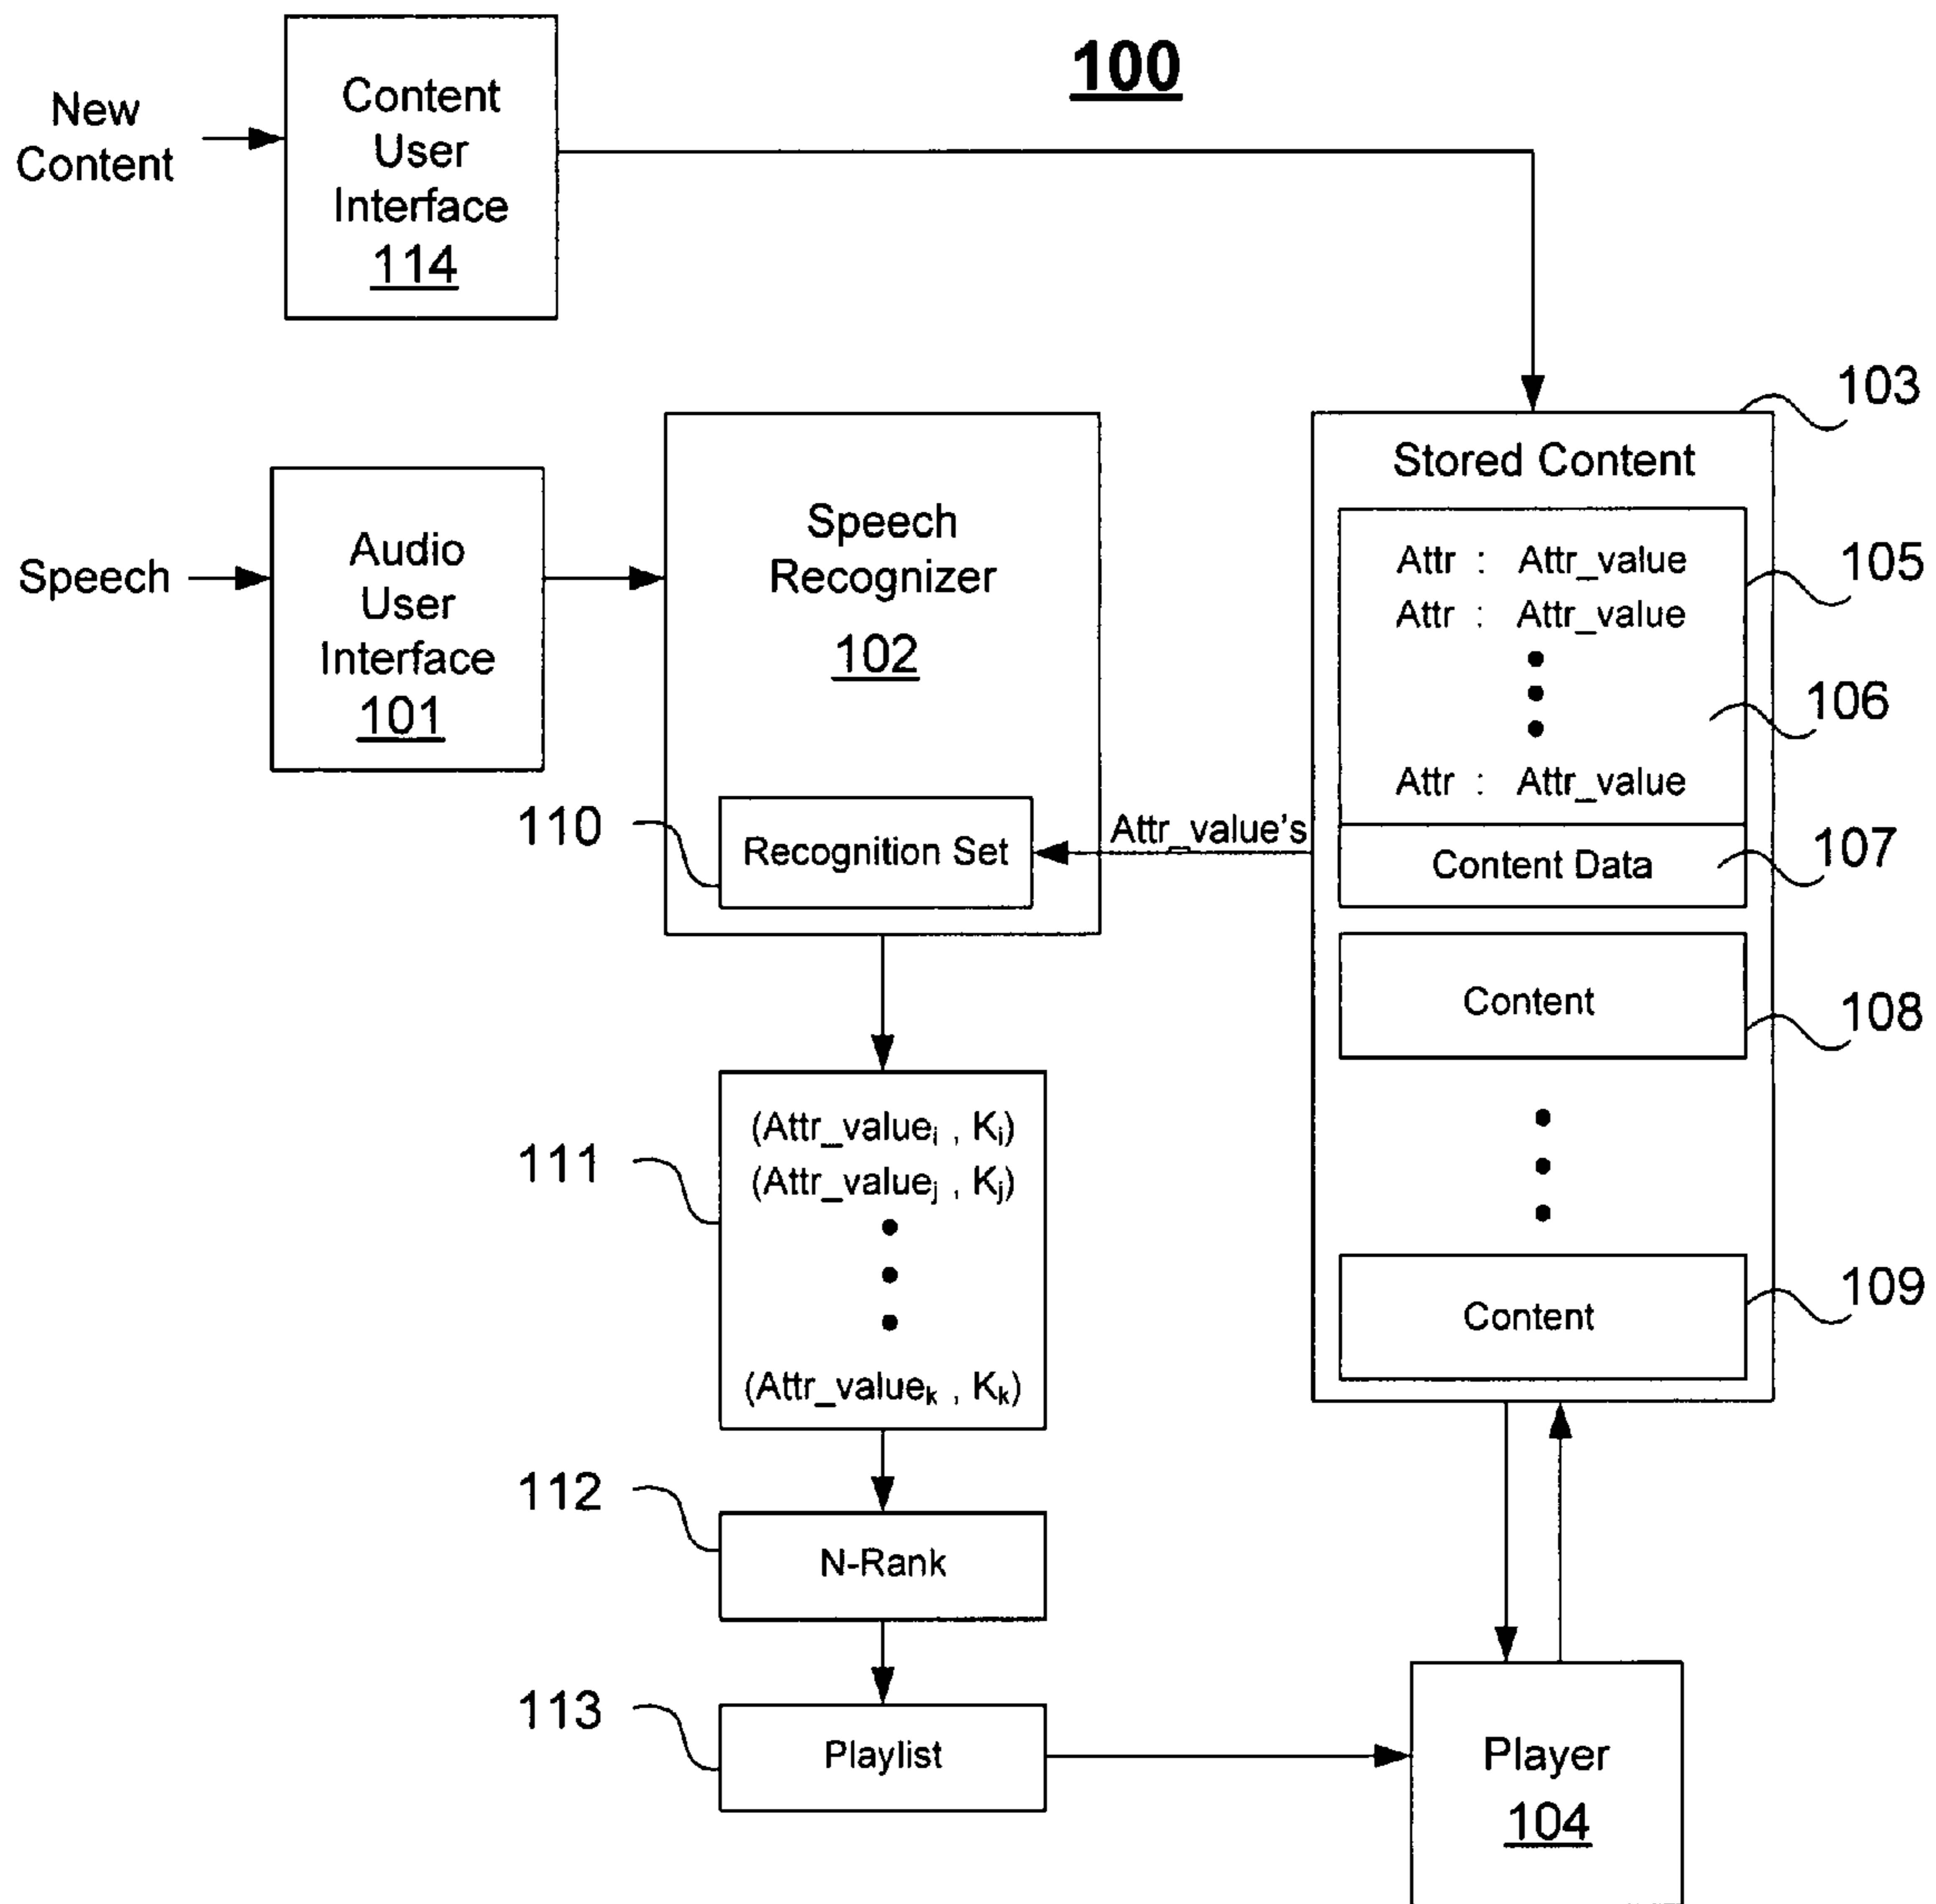 100
New
Content
Content
User
Interface
114
103
Stored Content
Speech
Audio
User
Interface
101
Speech
Recognizer
102
Attr : Attr_value
Attr : Attr_value
Attr : Attr_value
105
106
110
Recognition Set
Attr_value's
Content Data
107
Content
108
111
(Attr_valueᵢ , Kᵢ)
(Attr_valueⱼ , Kⱼ)
(Attr_valueₖ , Kₖ)
Content
109
112
N-Rank
113
Playlist
Player
104